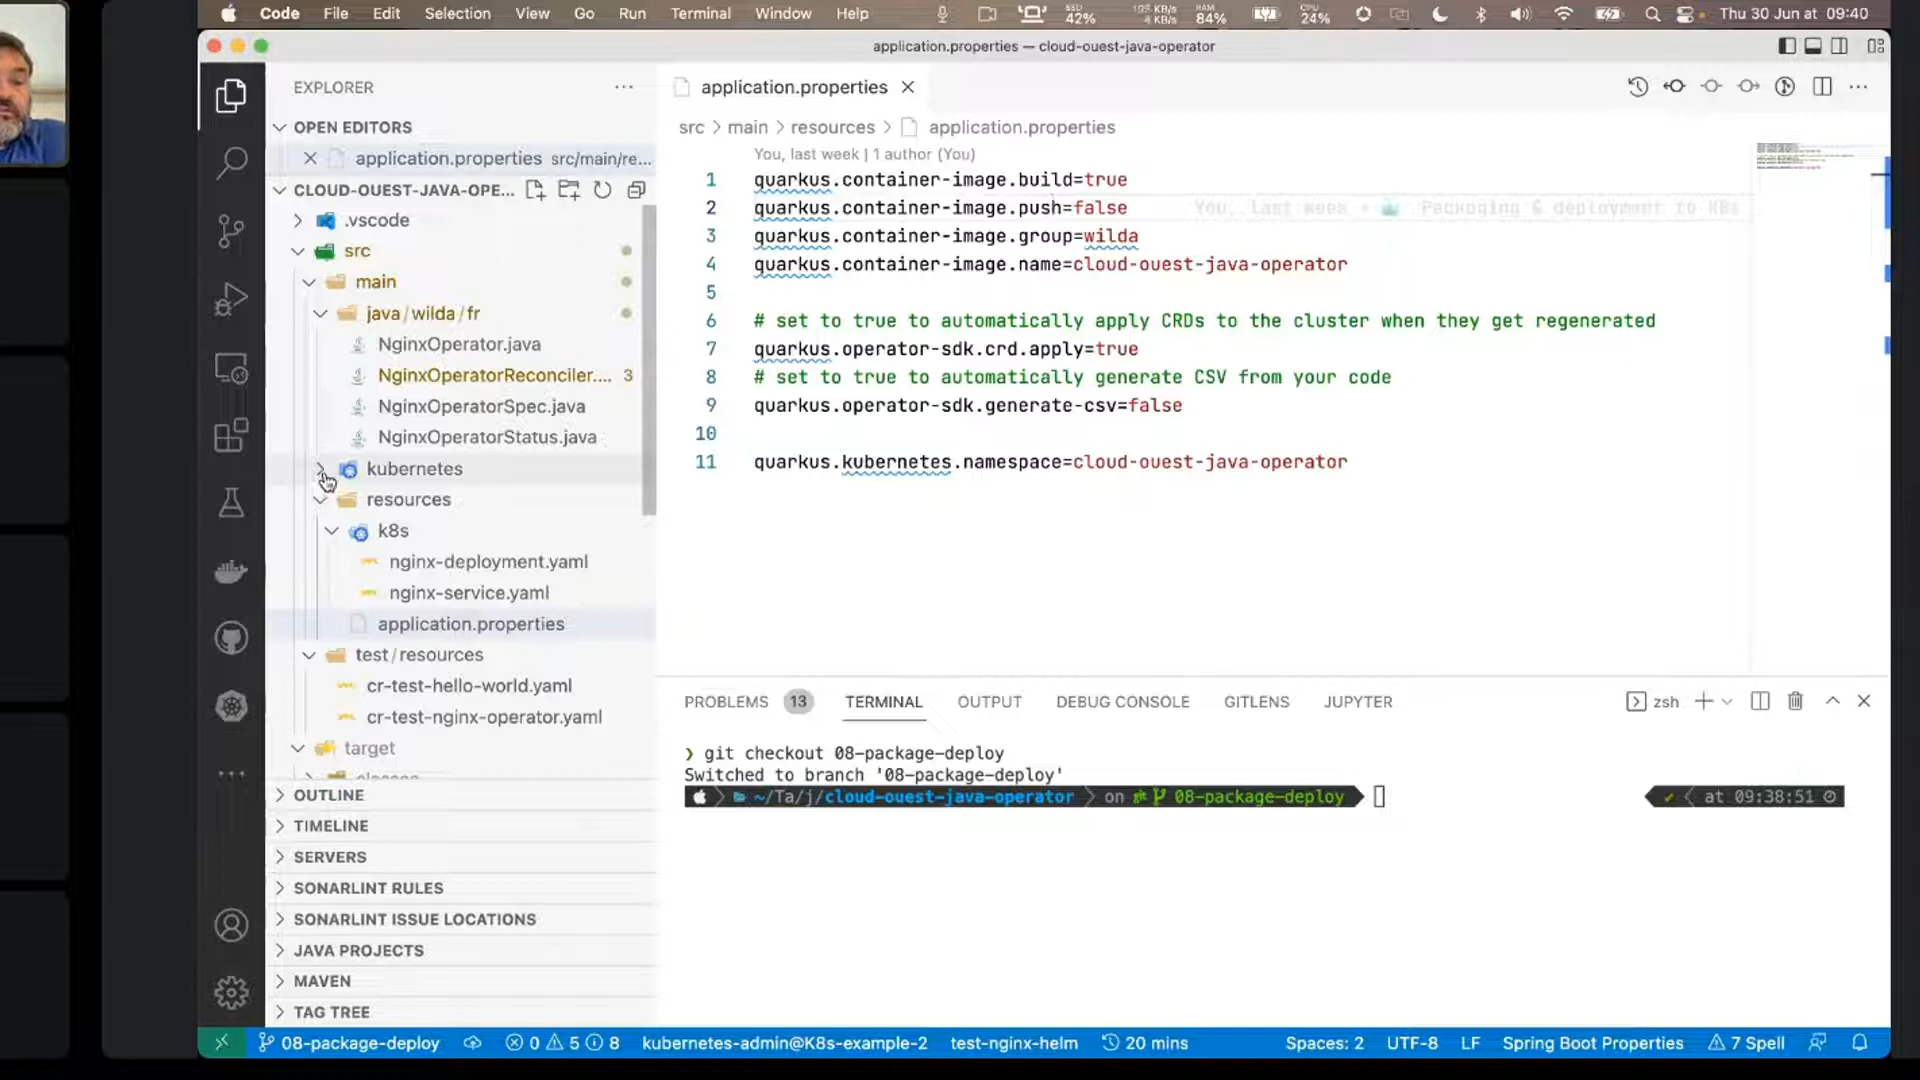 Code File Edit Selection View Go Run Terminal Window Help SSD 42% RAM 84% CPU 24% Thu 30 Jun at 09:40
application.properties — cloud-ouest-java-operator
EXPLORER
OPEN EDITORS
application.properties src/main/re...
CLOUD-OUEST-JAVA-OPE...
.vscode
src
main
java/wilda/fr
NginxOperator.java
NginxOperatorReconciler.... 3
NginxOperatorSpec.java
NginxOperatorStatus.java
kubernetes
resources
k8s
nginx-deployment.yaml
nginx-service.yaml
application.properties
test/resources
cr-test-hello-world.yaml
cr-test-nginx-operator.yaml
target
classes
OUTLINE
TIMELINE
SERVERS
SONARLINT RULES
SONARLINT ISSUE LOCATIONS
JAVA PROJECTS
MAVEN
TAG TREE
application.properties
src > main > resources > application.properties
You, last week | 1 author (You)
1 quarkus.container-image.build=true
2 quarkus.container-image.push=false You, last week • Packaging & deployment to K8s
3 quarkus.container-image.group=wilda
4 quarkus.container-image.name=cloud-ouest-java-operator
5
6 # set to true to automatically apply CRDs to the cluster when they get regenerated
7 quarkus.operator-sdk.crd.apply=true
8 # set to true to automatically generate CSV from your code
9 quarkus.operator-sdk.generate-csv=false
10
11 quarkus.kubernetes.namespace=cloud-ouest-java-operator
PROBLEMS 13 TERMINAL OUTPUT DEBUG CONSOLE GITLENS JUPYTER zsh
❯ git checkout 08-package-deploy
Switched to branch '08-package-deploy'
~/Ta/j/cloud-ouest-java-operator on 08-package-deploy at 09:38:51
08-package-deploy 0 5 8 kubernetes-admin@K8s-example-2 test-nginx-helm 20 mins Spaces: 2 UTF-8 LF Spring Boot Properties 7 Spell